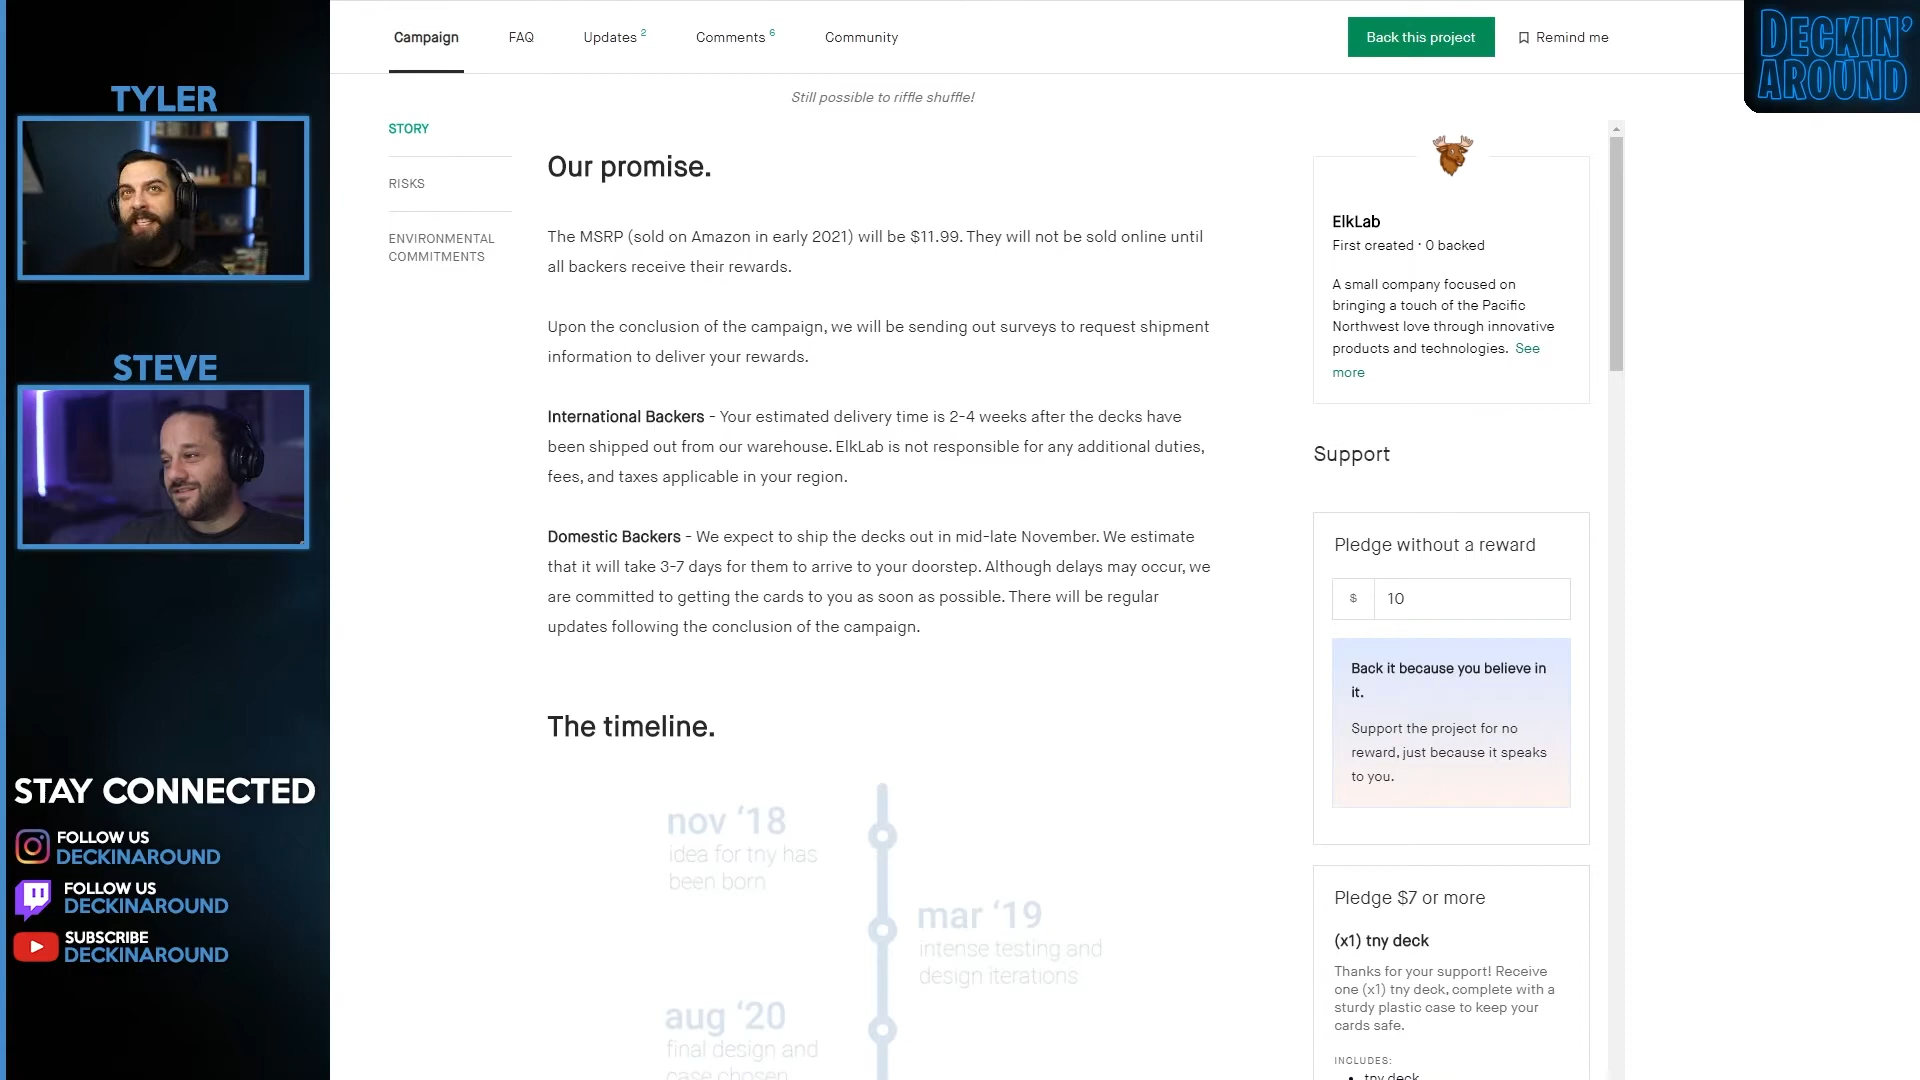 TYLER
STEVE
STAY CONNECTED
FOLLOW US
DECKINAROUND
FOLLOW US
DECKINAROUND
SUBSCRIBE
DECKINAROUND
Campaign
FAQ
Updates 2
Comments 6
Community
Back this project
Remind me
DECKIN'
AROUND
STORY
RISKS
ENVIRONMENTAL
COMMITMENTS
Still possible to riffle shuffle!
Our promise.
The MSRP (sold on Amazon in early 2021) will be $11.99. They will not be sold online until
all backers receive their rewards.
Upon the conclusion of the campaign, we will be sending out surveys to request shipment
information to deliver your rewards.
International Backers - Your estimated delivery time is 2-4 weeks after the decks have
been shipped out from our warehouse. ElkLab is not responsible for any additional duties,
fees, and taxes applicable in your region.
Domestic Backers - We expect to ship the decks out in mid-late November. We estimate
that it will take 3-7 days for them to arrive to your doorstep. Although delays may occur, we
are committed to getting the cards to you as soon as possible. There will be regular
updates following the conclusion of the campaign.
The timeline.
nov ‘18
idea for tny has
been born
mar ‘19
intense testing and
design iterations
aug ‘20
final design and
case chosen
ElkLab
First created · 0 backed
A small company focused on
bringing a touch of the Pacific
Northwest love through innovative
products and technologies. See
more
Support
Pledge without a reward
$ 10
Back it because you believe in
it.
Support the project for no
reward, just because it speaks
to you.
Pledge $7 or more
(x1) tny deck
Thanks for your support! Receive
one (x1) tny deck, complete with a
sturdy plastic case to keep your
cards safe.
INCLUDES:
• tny deck